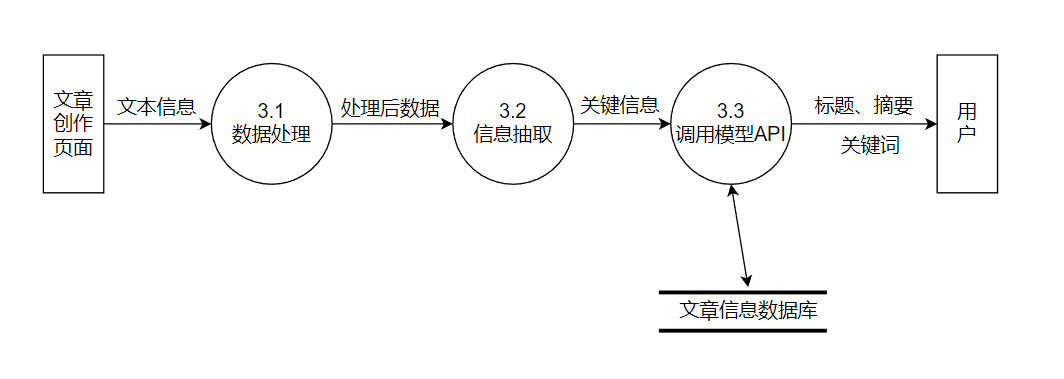 文章
创作
页面
文本信息
3.1
数据处理
处理后数据
3.2
信息抽取
关键信息
3.3
调用模型API
标题、摘要
关键词
用
户
文章信息数据库